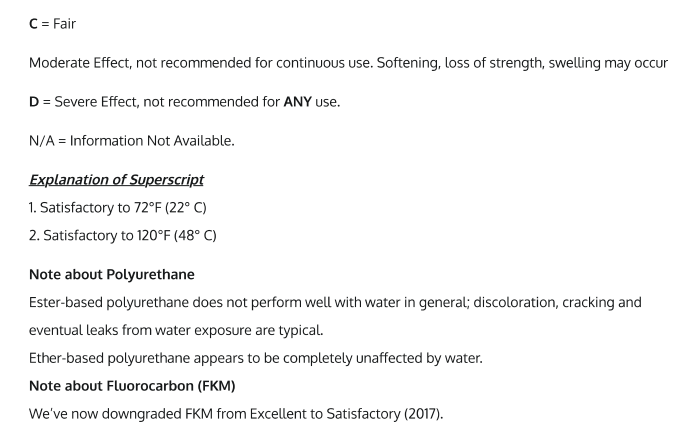 C = Fair
Moderate Effect, not recommended for continuous use. Softening, loss of strength, swelling may occur
D = Severe Effect, not recommended for ANY use.
N/A = Information Not Available.
Explanation of Superscript
1. Satisfactory to 72°F (22° C)
2. Satisfactory to 120°F (48° C)
Note about Polyurethane
Ester-based polyurethane does not perform well with water in general; discoloration, cracking and
eventual leaks from water exposure are typical.
Ether-based polyurethane appears to be completely unaffected by water.
Note about Fluorocarbon (FKM)
We’ve now downgraded FKM from Excellent to Satisfactory (2017).